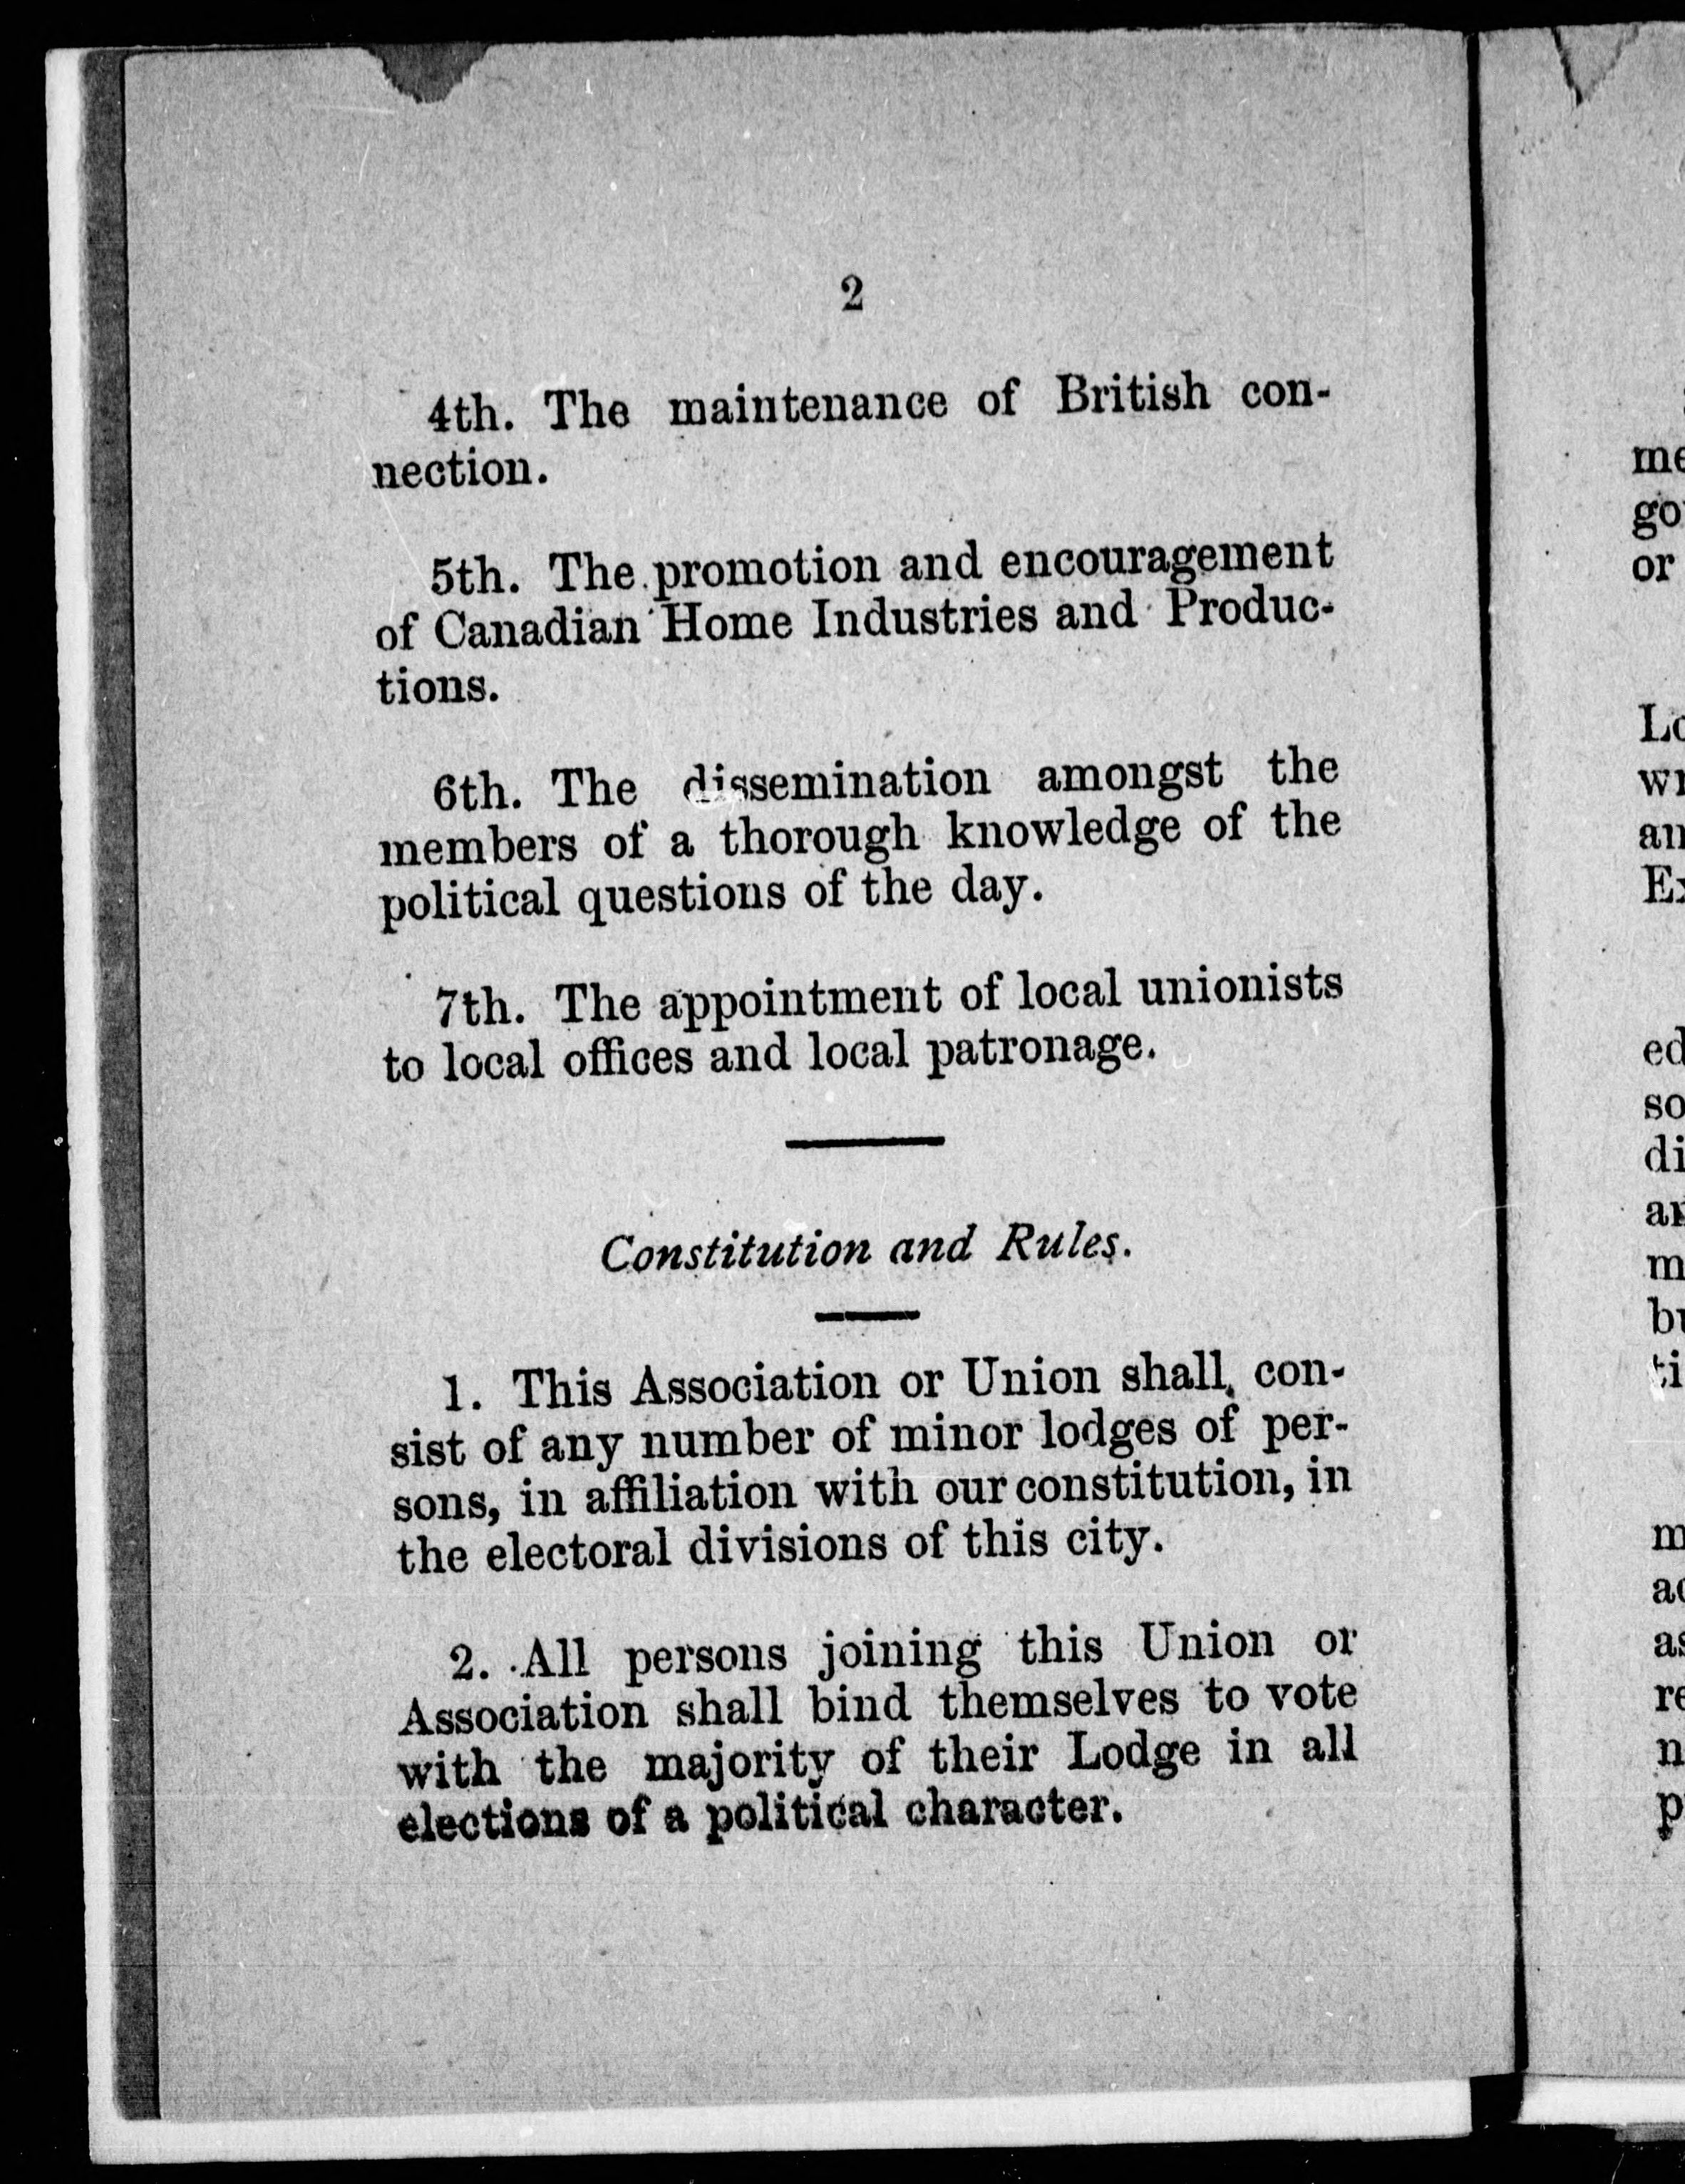 2
4th. The maintenance of British con-
nection.
5th. The promotion and encouragement
of Canadian Home Industries and Produc-
tions.
6th. The dissemination amongst the
members of a thorough knowledge of the
political questions of the day.
7th. The appointment of local unionists
to local offices and local patronage.
Constitution and Rules.
1. This Association or Union shall con-
sist of any number of minor lodges of per-
sons, in affiliation with our constitution, in
the electoral divisions of this city.
2. All persons joining this Union or
Association shall bind themselves to vote
with the majority of their Lodge in all
elections of a political character.